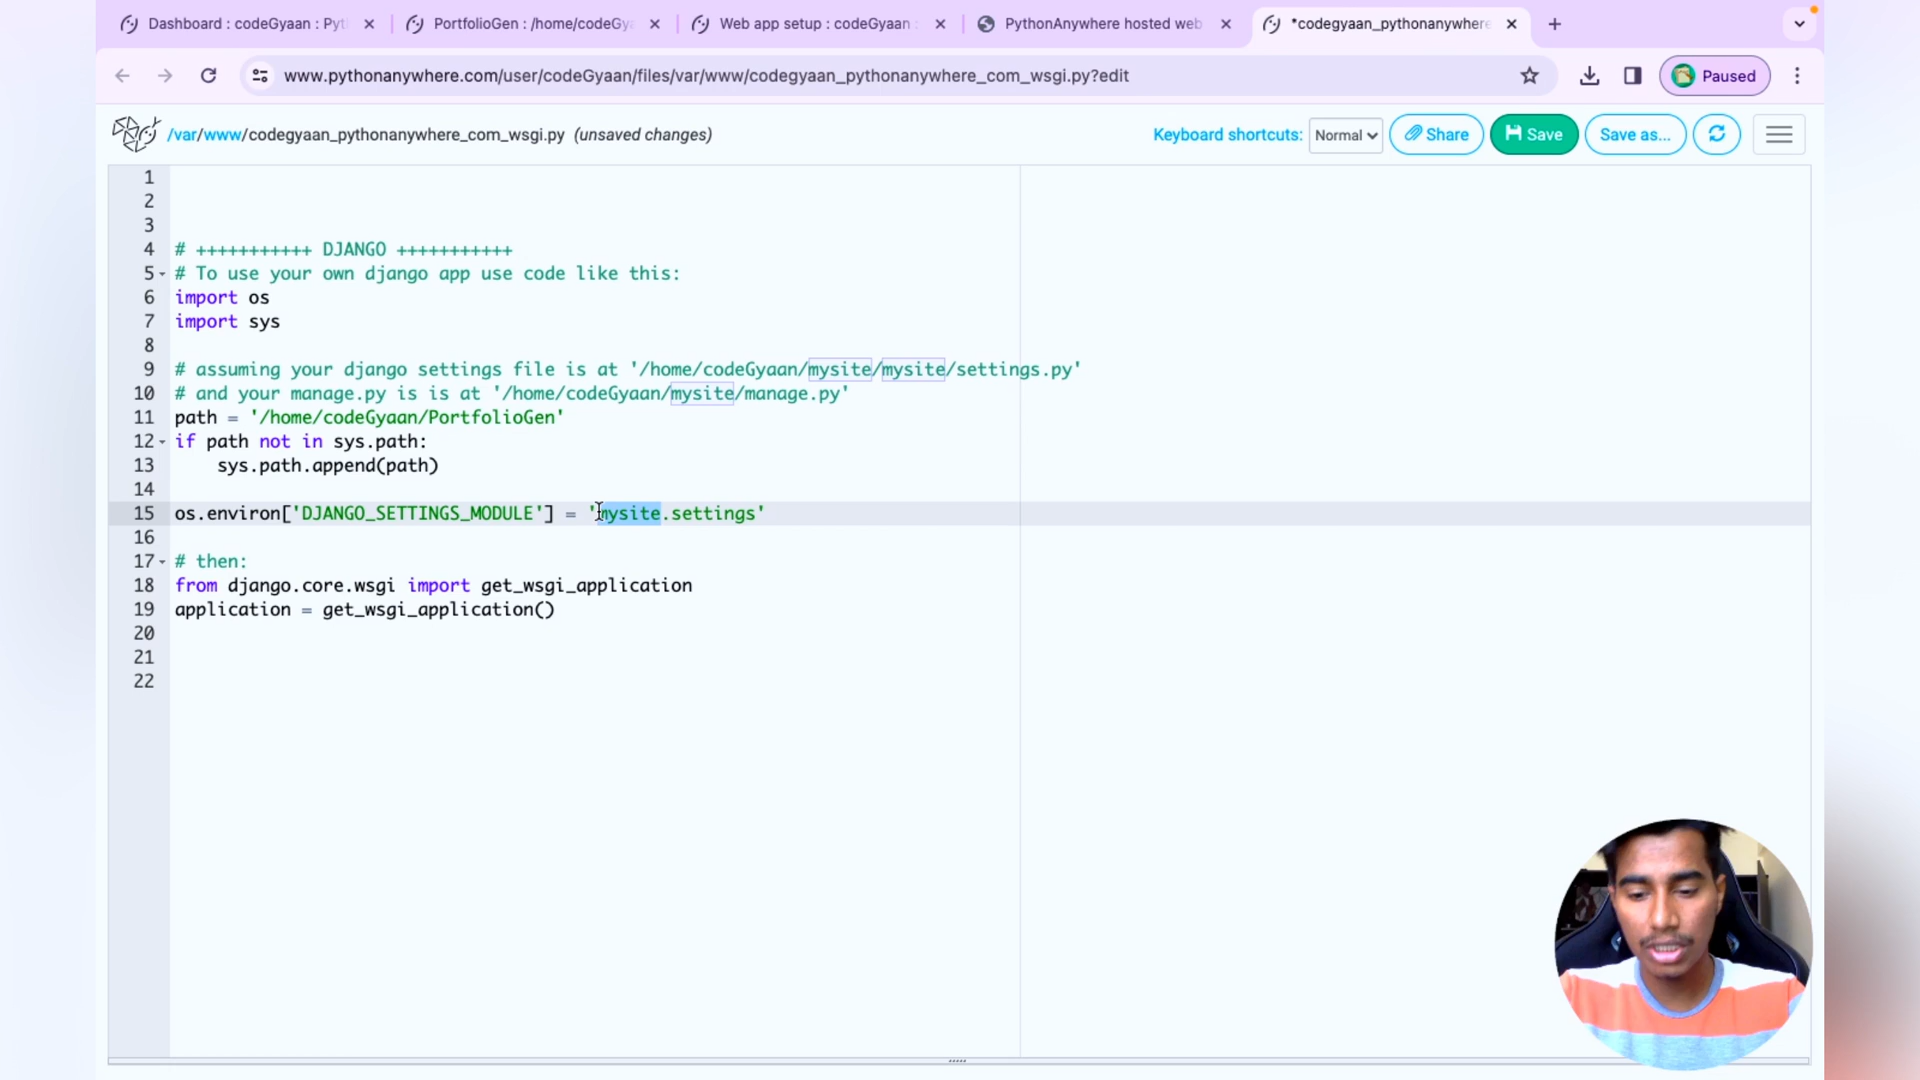 Dashboard : codeGyaan : Pyt
PortfolioGen : /home/codeGya
Web app setup : codeGyaan :
PythonAnywhere hosted web
*codegyaan_pythonanywhere
www.pythonanywhere.com/user/codeGyaan/files/var/www/codegyaan_pythonanywhere_com_wsgi.py?edit
Paused
/var/www/codegyaan_pythonanywhere_com_wsgi.py (unsaved changes)
Keyboard shortcuts: Normal Share Save Save as...
1
2
3
4 # +++++++++++ DJANGO +++++++++++
5 # To use your own django app use code like this:
6 import os
7 import sys
8
9 # assuming your django settings file is at '/home/codeGyaan/mysite/mysite/settings.py'
10 # and your manage.py is is at '/home/codeGyaan/mysite/manage.py'
11 path = '/home/codeGyaan/PortfolioGen'
12 if path not in sys.path:
13 sys.path.append(path)
14
15 os.environ['DJANGO_SETTINGS_MODULE'] = 'mysite.settings'
16
17 # then:
18 from django.core.wsgi import get_wsgi_application
19 application = get_wsgi_application()
20
21
22